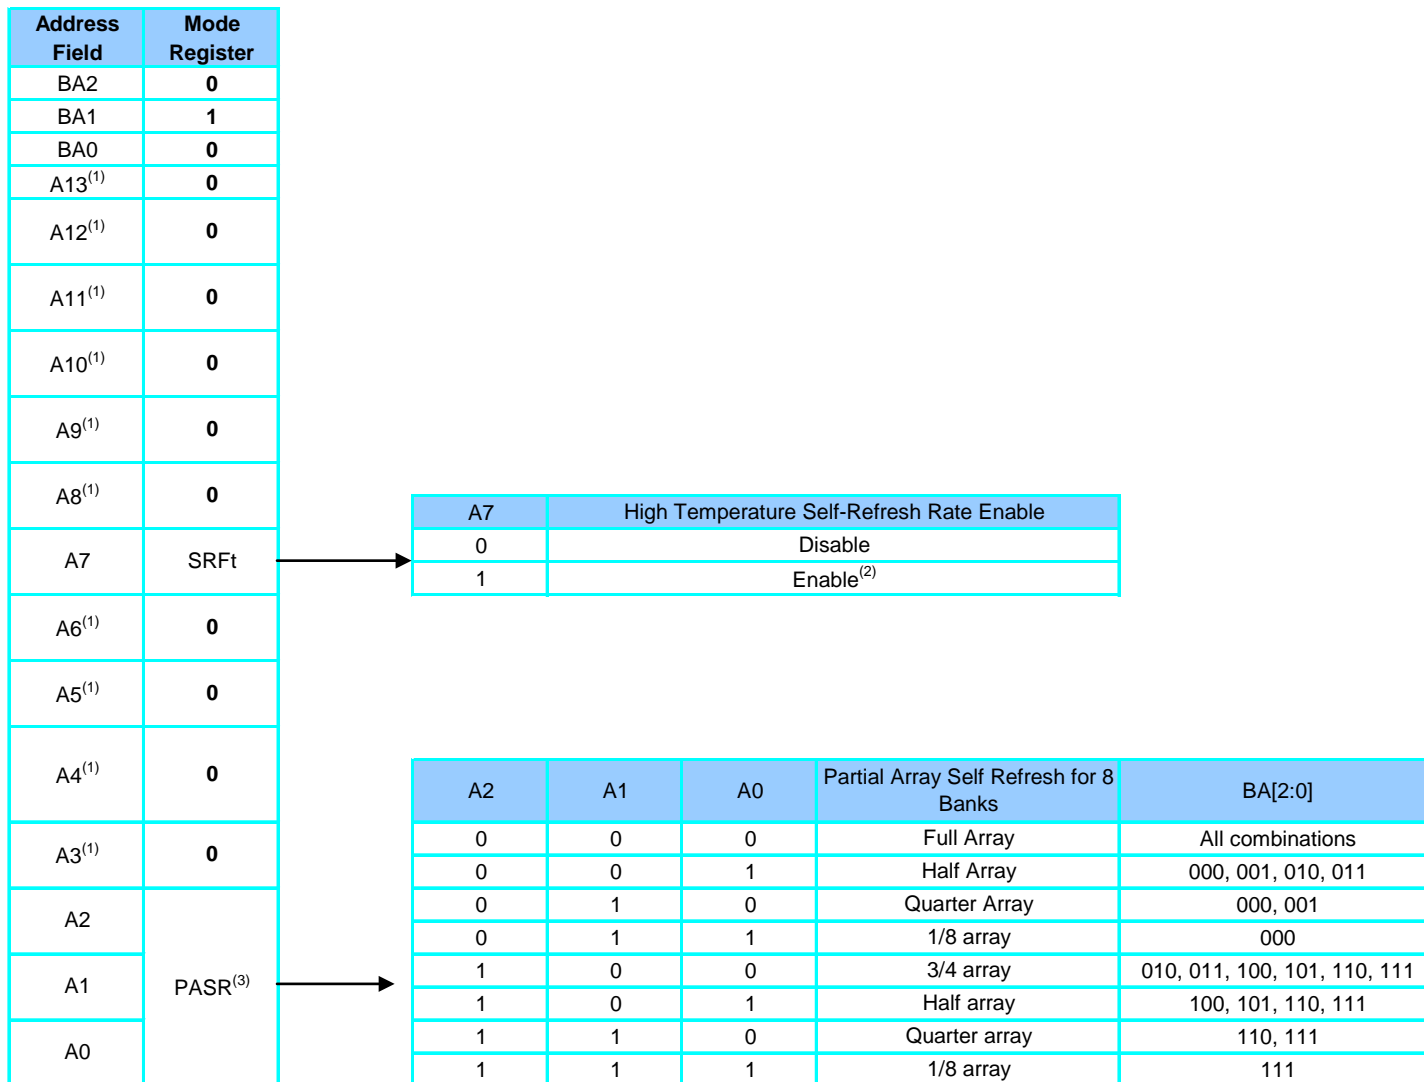 Address Field Mode Register
BA2 0
BA1 1
BA0 0
A13(1) 0
A12(1) 0
A11(1) 0
A10(1) 0
A9(1) 0
A8(1) 0
A7 SRFt
A6(1) 0
A5(1) 0
A4(1) 0
A3(1) 0
A2
A1 PASR(3)
A0
A7 High Temperature Self-Refresh Rate Enable
0 Disable
1 Enable(2)
A2 A1 A0 Partial Array Self Refresh for 8 Banks BA[2:0]
0 0 0 Full Array All combinations
0 0 1 Half Array 000, 001, 010, 011
0 1 0 Quarter Array 000, 001
0 1 1 1/8 array 000
1 0 0 3/4 array 010, 011, 100, 101, 110, 111
1 0 1 Half array 100, 101, 110, 111
1 1 0 Quarter array 110, 111
1 1 1 1/8 array 111